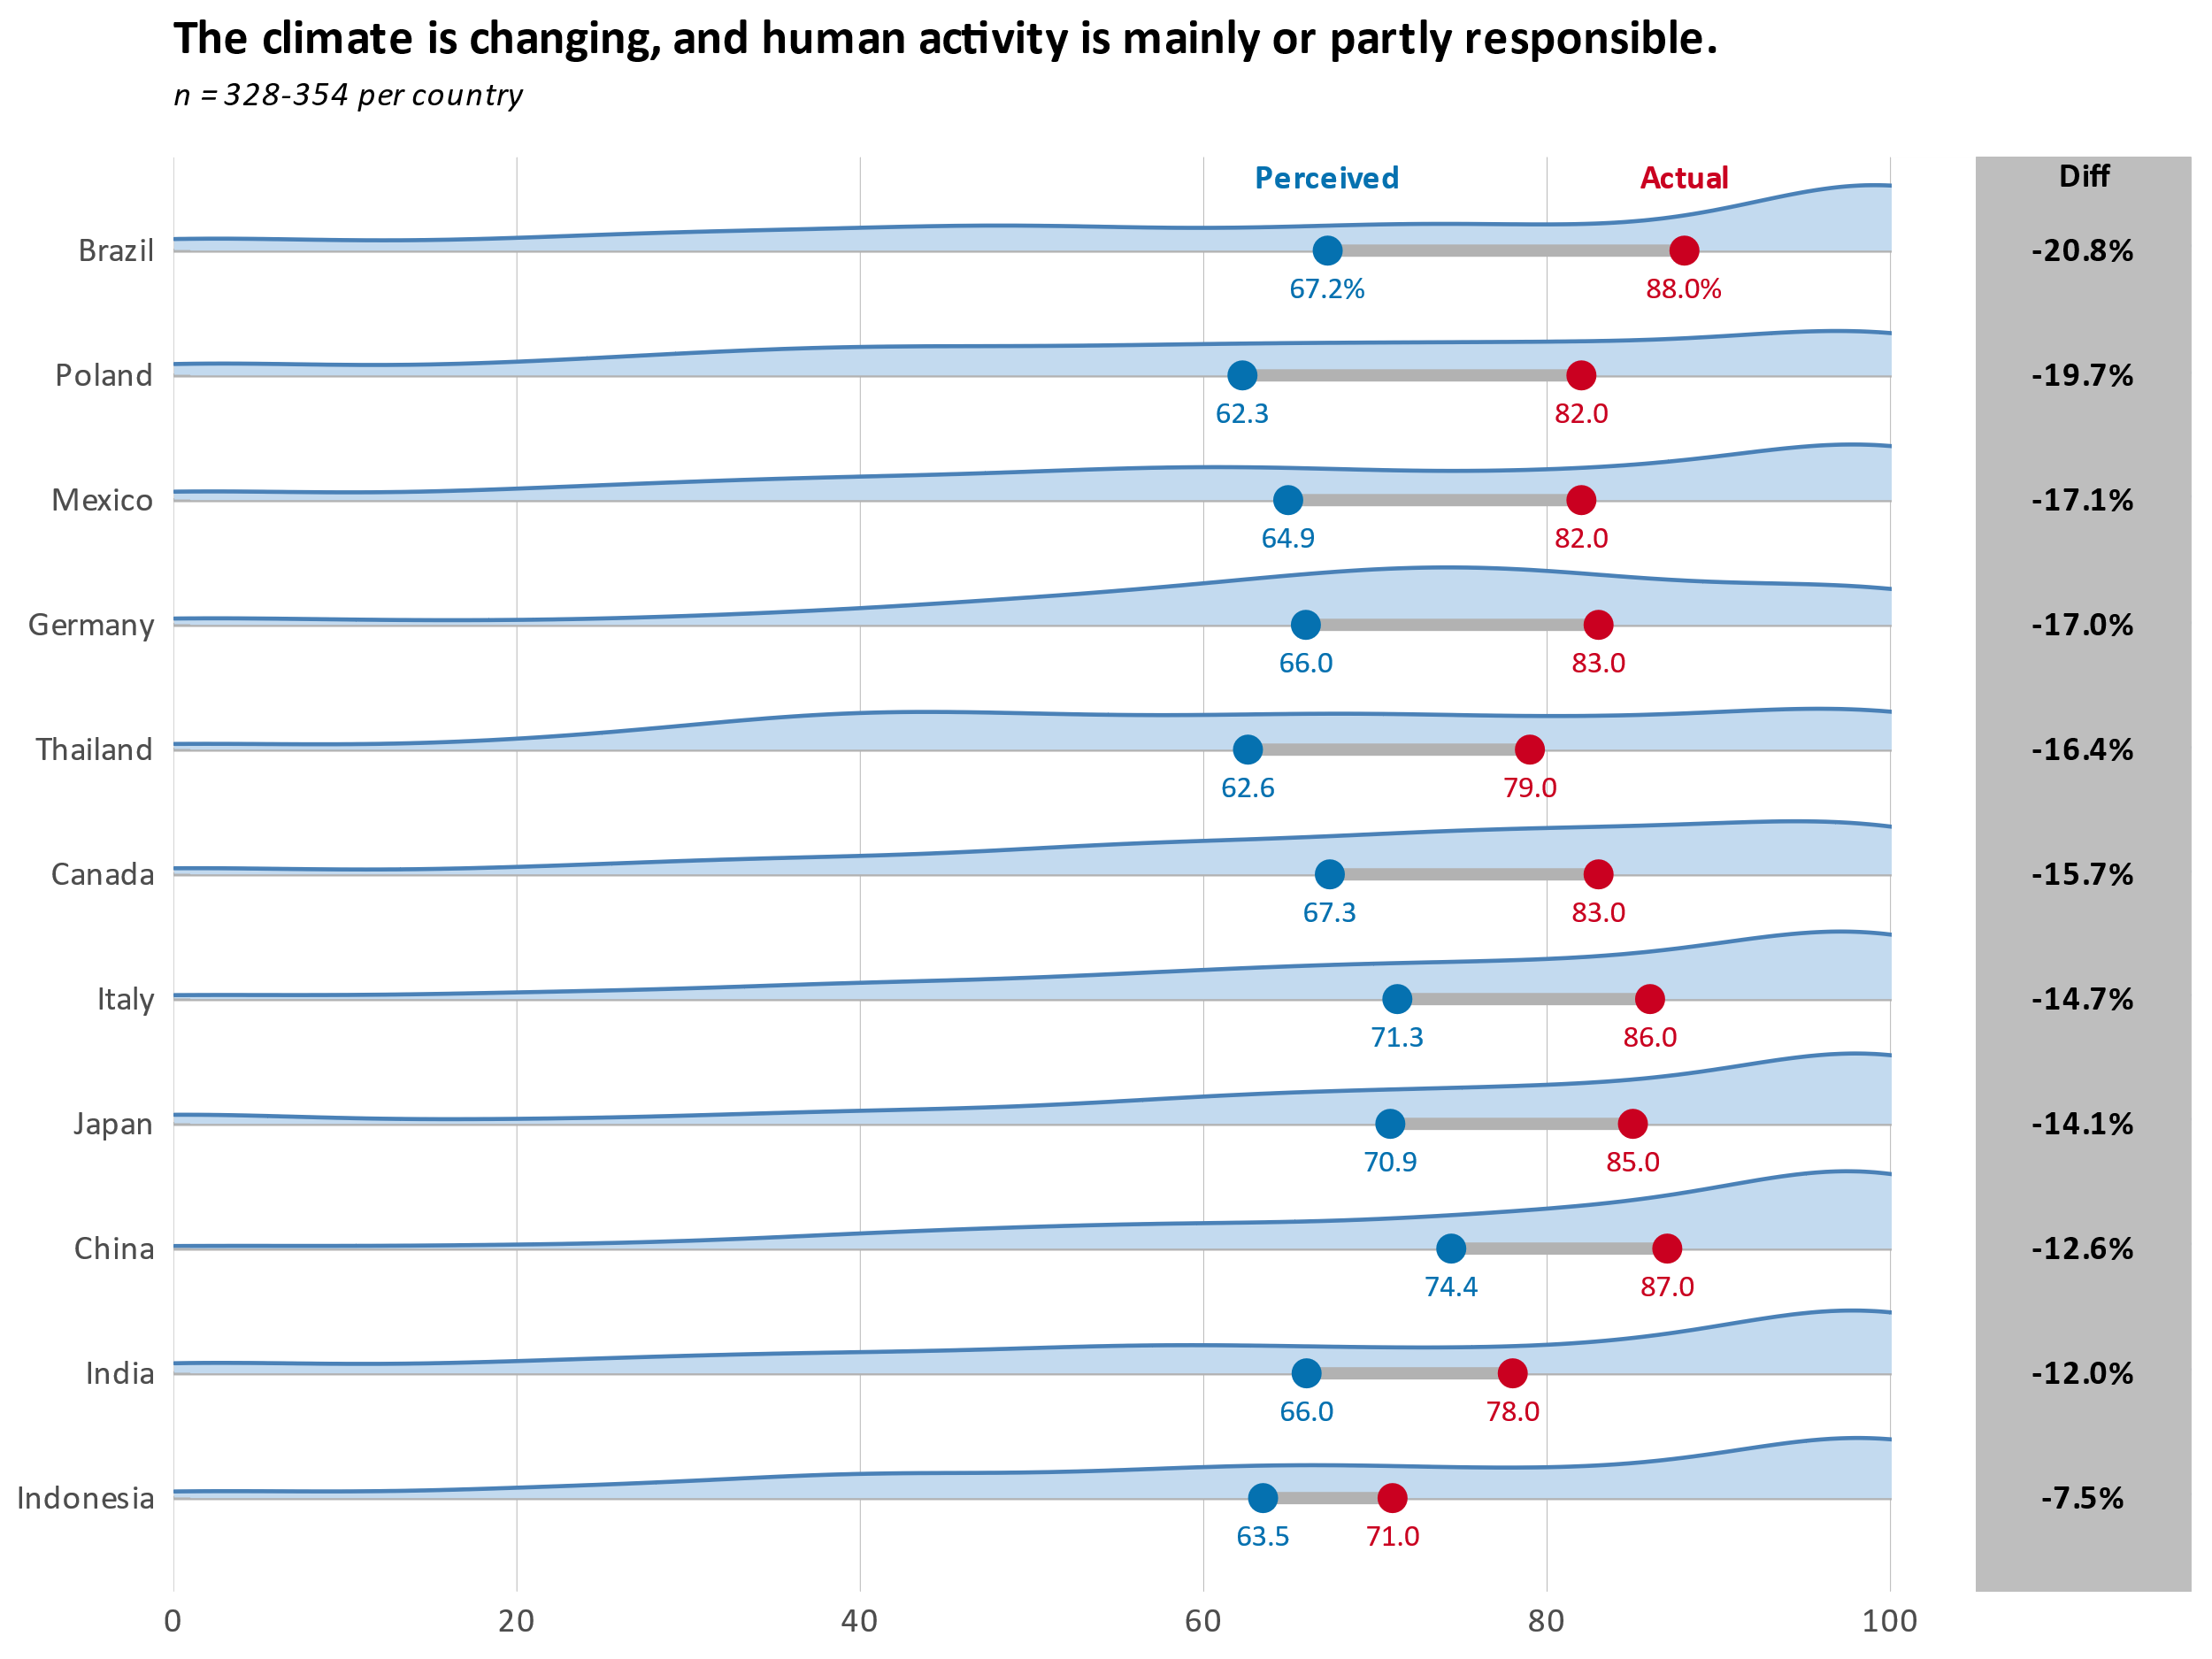 The climate is changing, and human activity is mainly or partly responsible.
n = 328-354 per country
Perceived Actual Diff
Brazil 67.2% 88.0% -20.8%
Poland 62.3 82.0 -19.7%
Mexico 64.9 82.0 -17.1%
Germany 66.0 83.0 -17.0%
Thailand 62.6 79.0 -16.4%
Canada 67.3 83.0 -15.7%
Italy 71.3 86.0 -14.7%
Japan 70.9 85.0 -14.1%
China 74.4 87.0 -12.6%
India 66.0 78.0 -12.0%
Indonesia 63.5 71.0 -7.5%
0 20 40 60 80 100